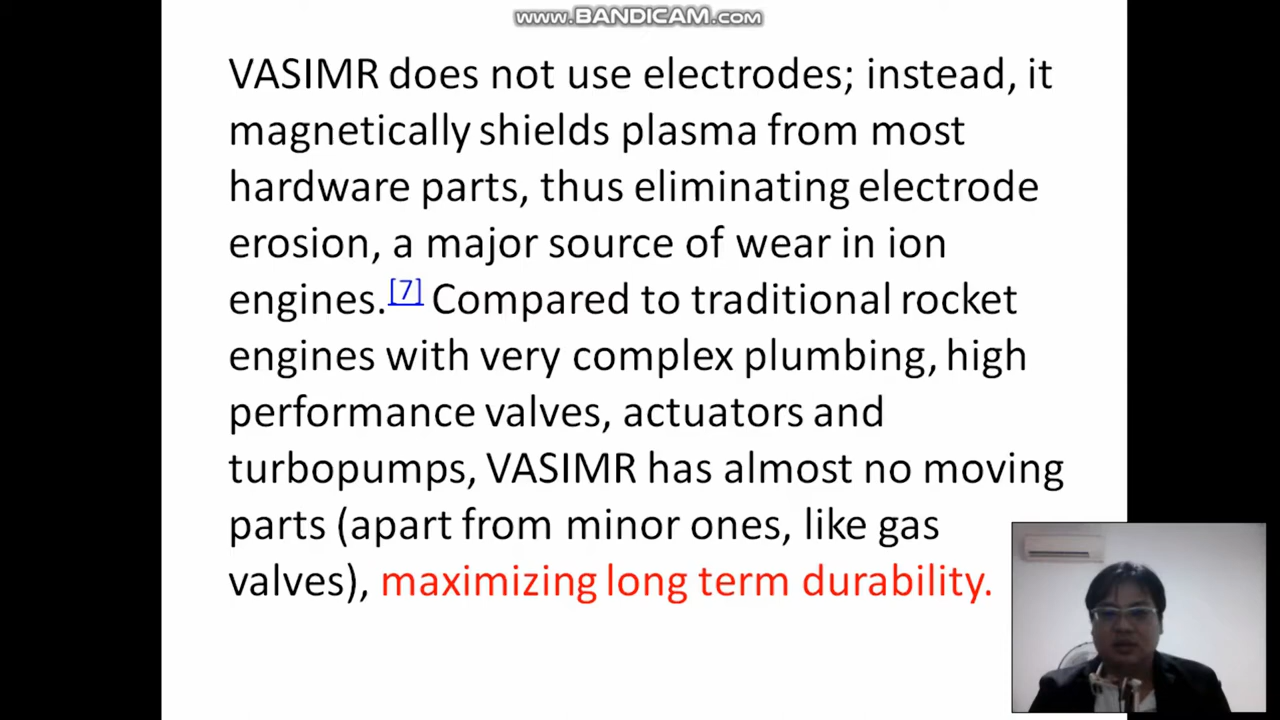 www.BANDICAM.com
VASIMR does not use electrodes; instead, it
magnetically shields plasma from most
hardware parts, thus eliminating electrode
erosion, a major source of wear in ion
engines.[7] Compared to traditional rocket
engines with very complex plumbing, high
performance valves, actuators and
turbopumps, VASIMR has almost no moving
parts (apart from minor ones, like gas
valves), maximizing long term durability.